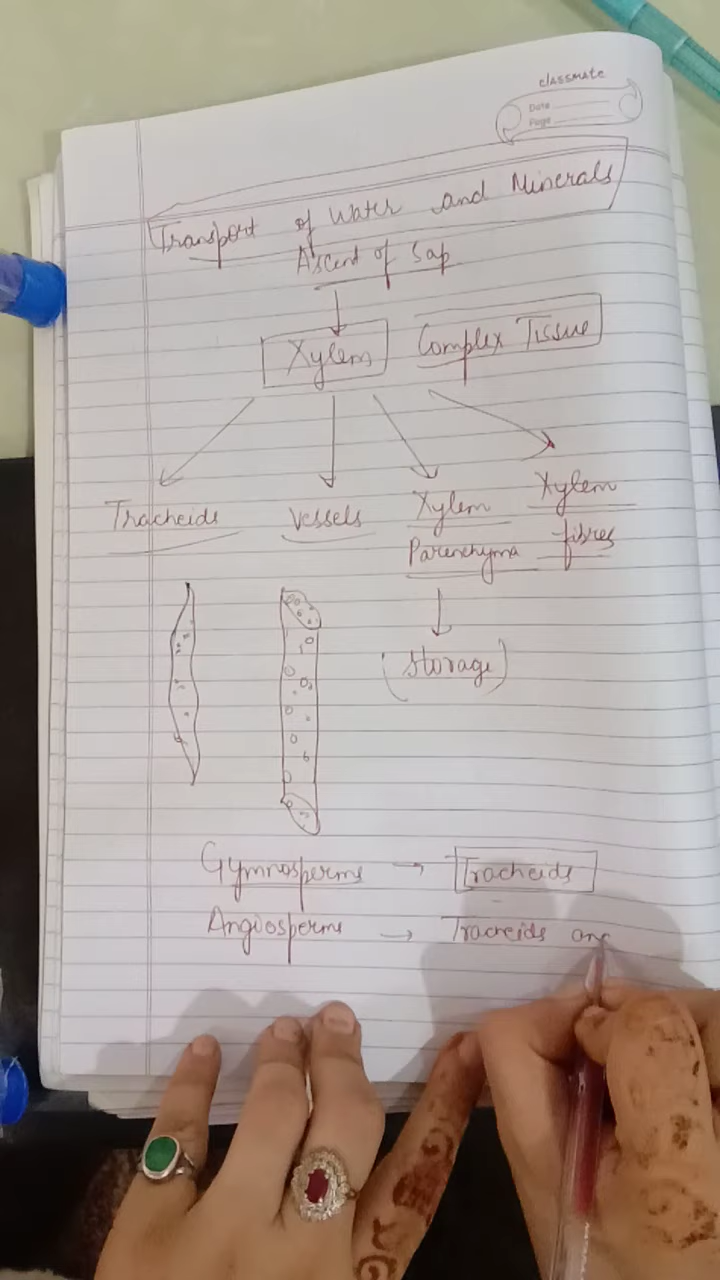 classmate
Date
Page
Transport of Water and Minerals
Ascent of Sap
Xylem Complex Tissue
Tracheids Vessels Xylem Parenchyma Xylem fibres
(Storage)
Gymnosperms → Tracheids
Angiosperms → Tracheids and